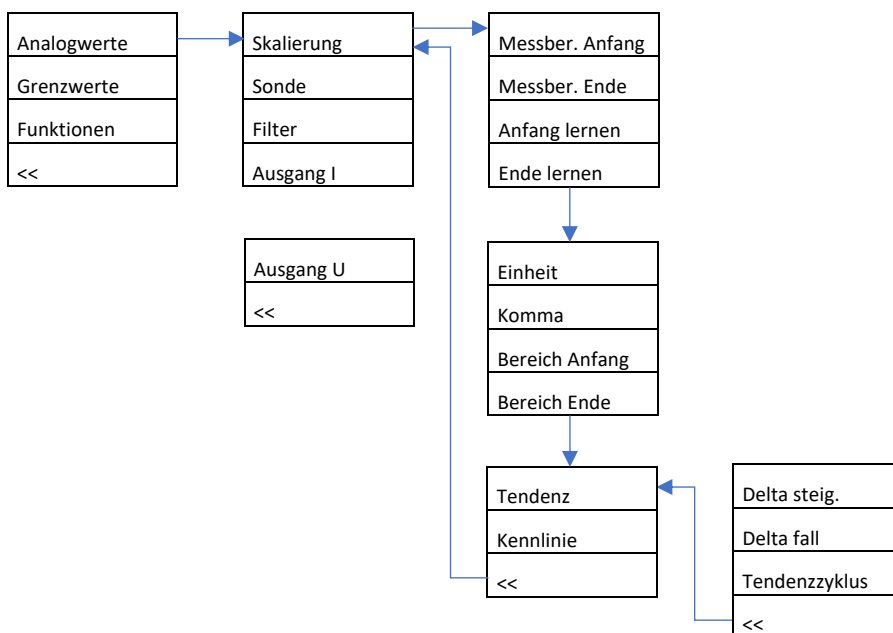 Analogwerte
Grenzwerte
Funktionen
<<
Skalierung
Sonde
Filter
Ausgang I
Ausgang U
<<
Messber. Anfang
Messber. Ende
Anfang lernen
Ende lernen
Einheit
Komma
Bereich Anfang
Bereich Ende
Tendenz
Kennlinie
<<
Delta steig.
Delta fall
Tendenzzyklus
<<